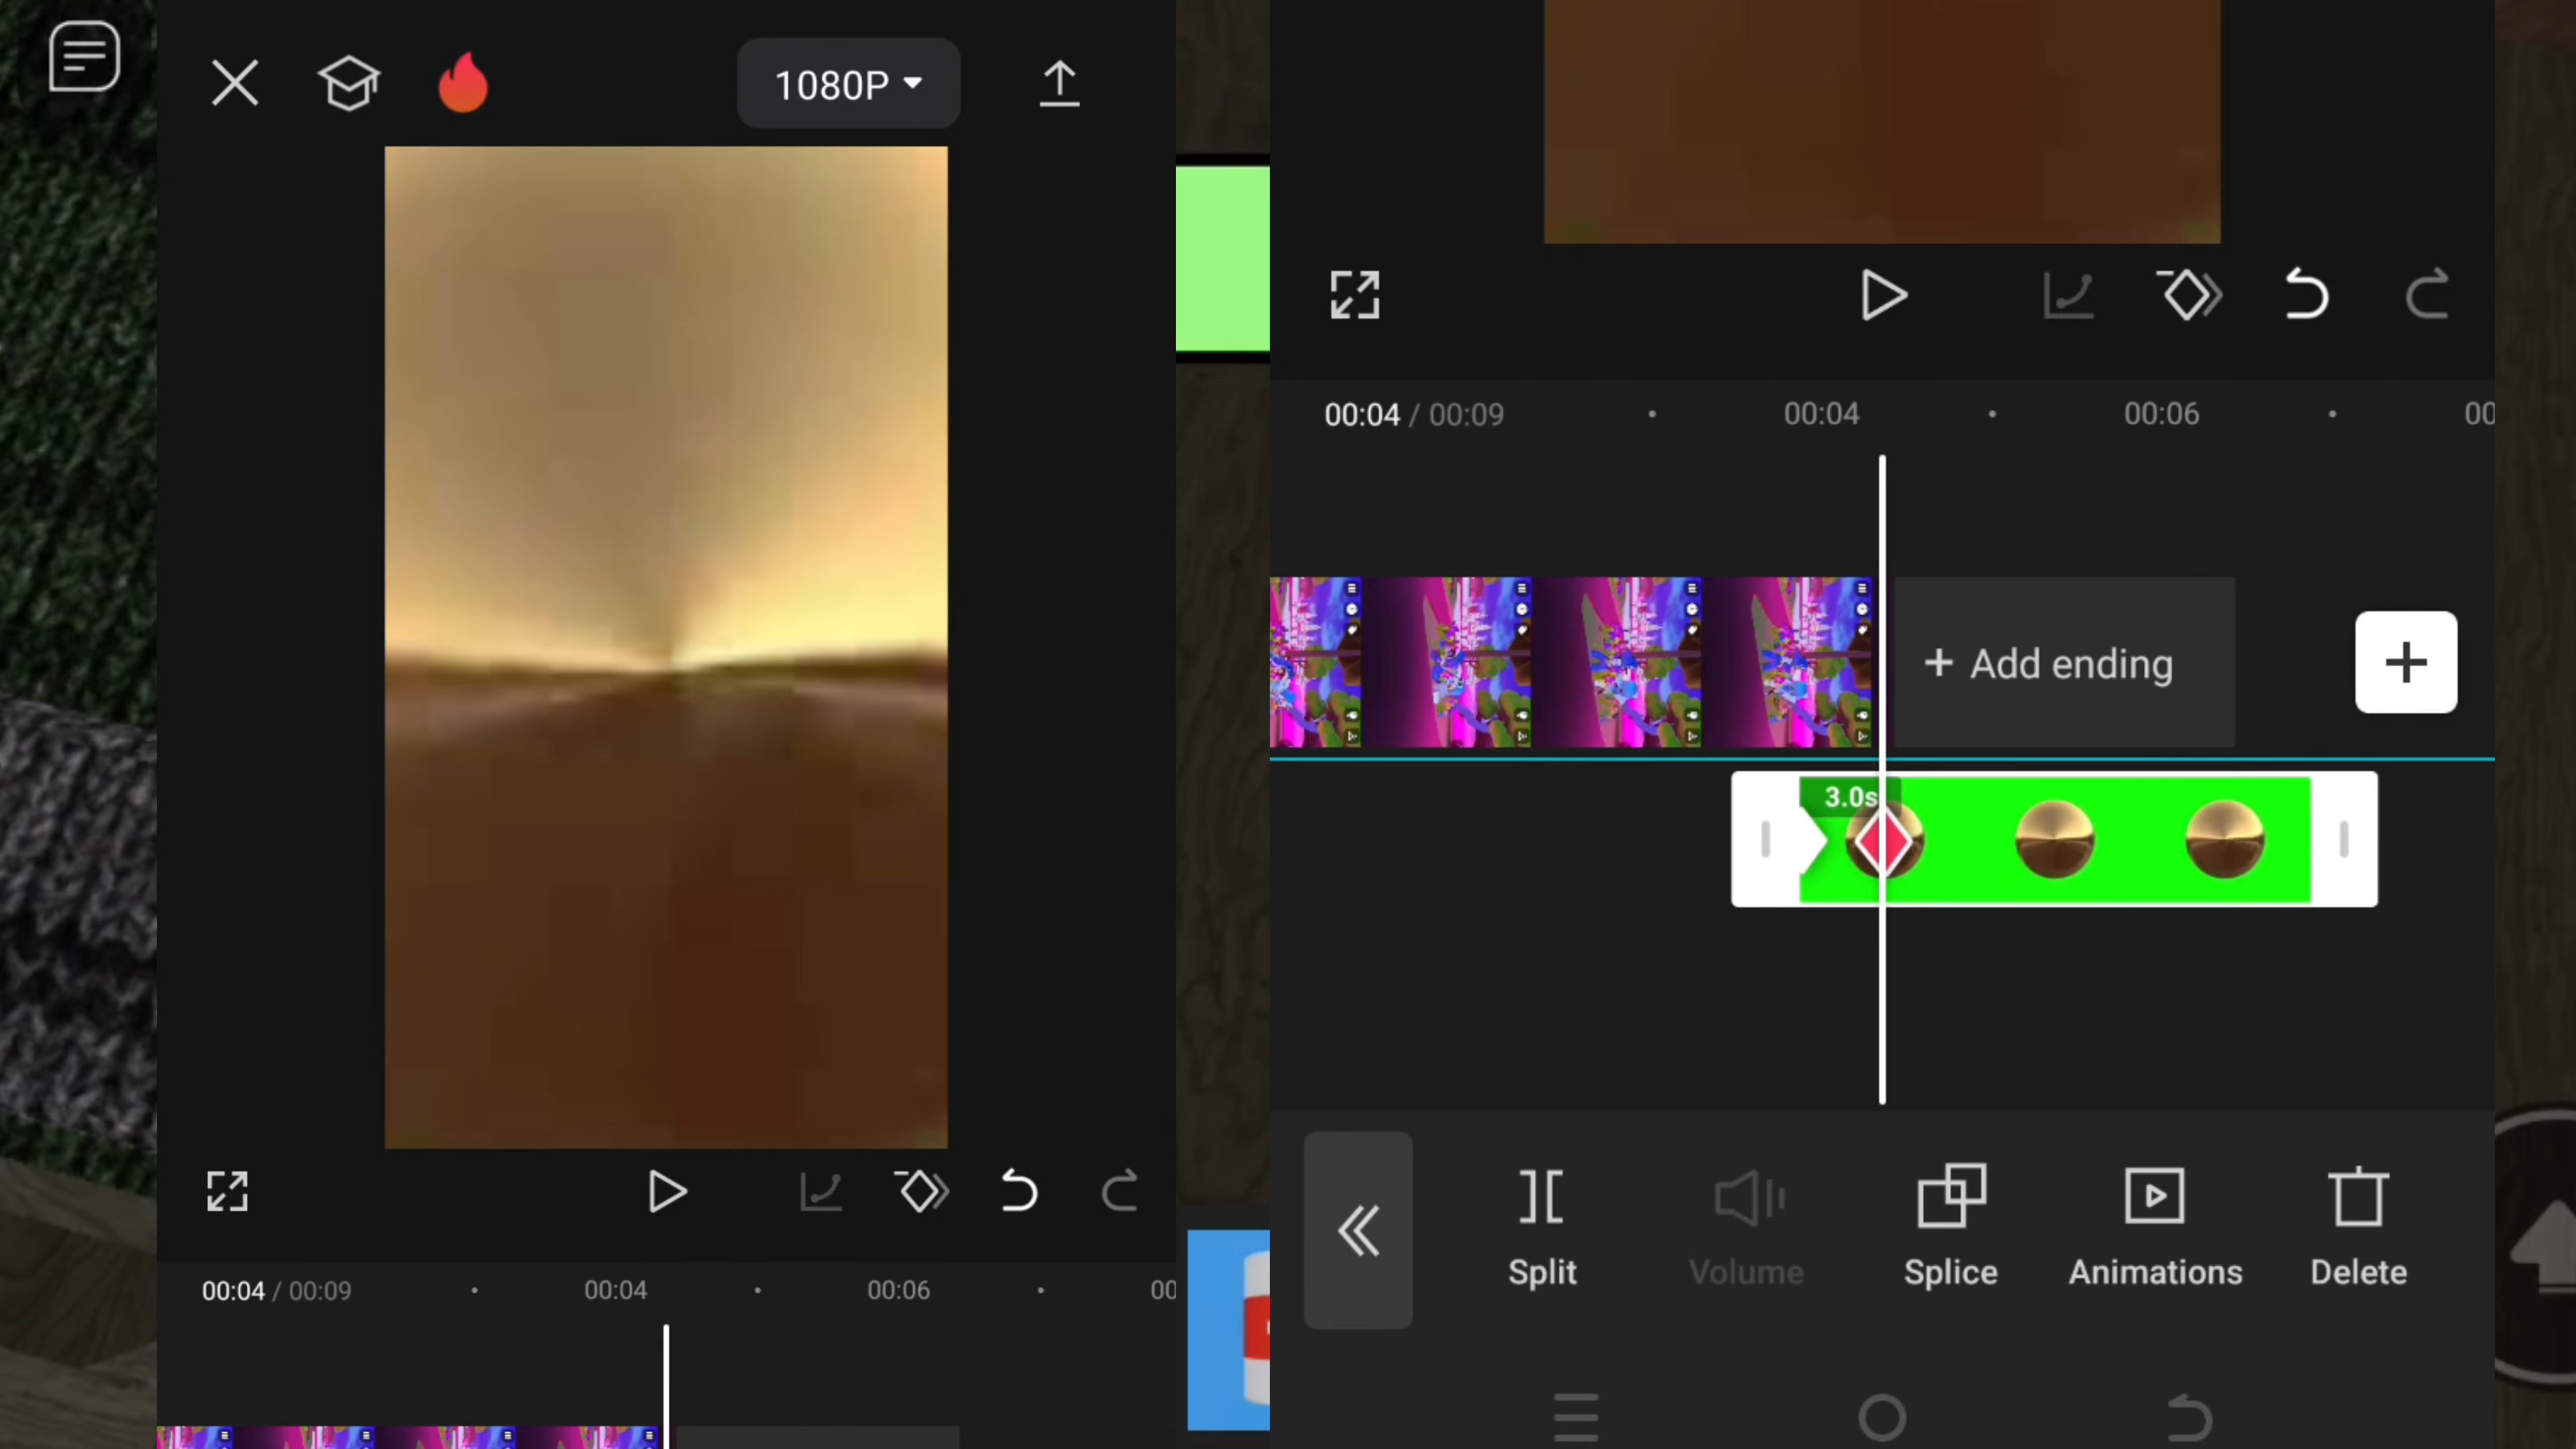 1080P
00:04 / 00:09
00:04
00:06
00
00:04 / 00:09
00:04
00:06
00
+ Add ending
3.0s
Split
Volume
Splice
Animations
Delete